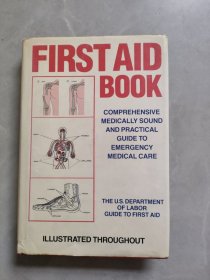 FIRST AID
BOOK
COMPREHENSIVE
MEDICALLY SOUND
AND PRACTICAL
GUIDE TO
EMERGENCY
MEDICAL CARE
THE U.S. DEPARTMENT
OF LABOR
GUIDE TO FIRST AID
ILLUSTRATED THROUGHOUT